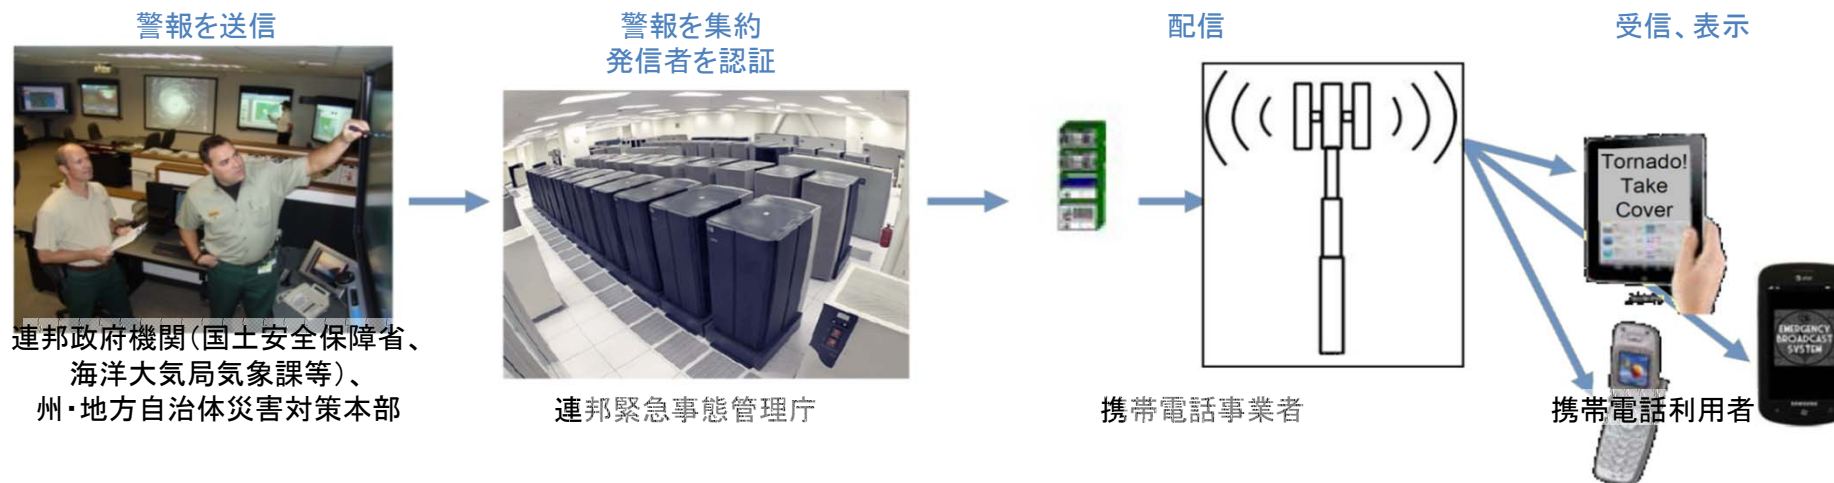 警報を送信
警報を集約
発信者を認証
配信
受信、表示
Tornado!
Take
Cover
EMERGENCY
BROADCAST
SYSTEM
at&t
SAMSUNG
連邦政府機関(国土安全保障省、
海洋大気局気象課等)、
州・地方自治体災害対策本部
連邦緊急事態管理庁
携帯電話事業者
携帯電話利用者